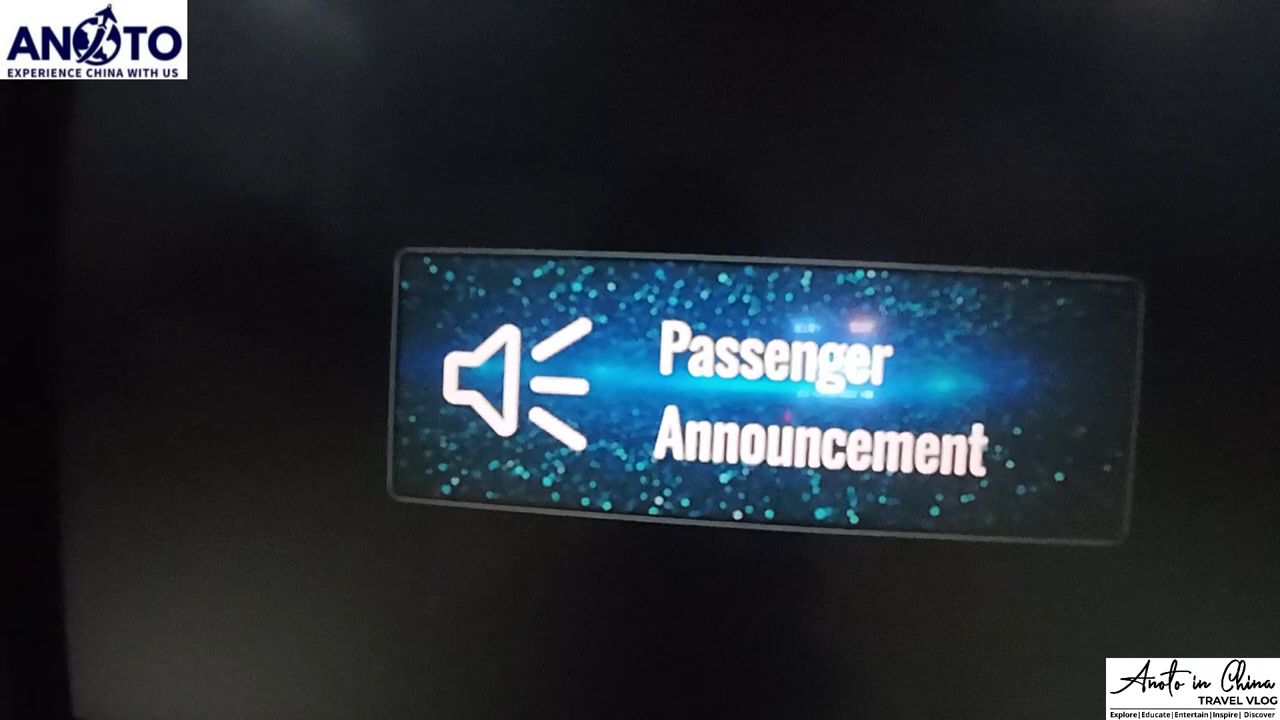 ANOTO
EXPERIENCE CHINA WITH US
Passenger
Announcement
Anoto in China
TRAVEL VLOG
Explore|Educate|Entertain|Inspire| Discover